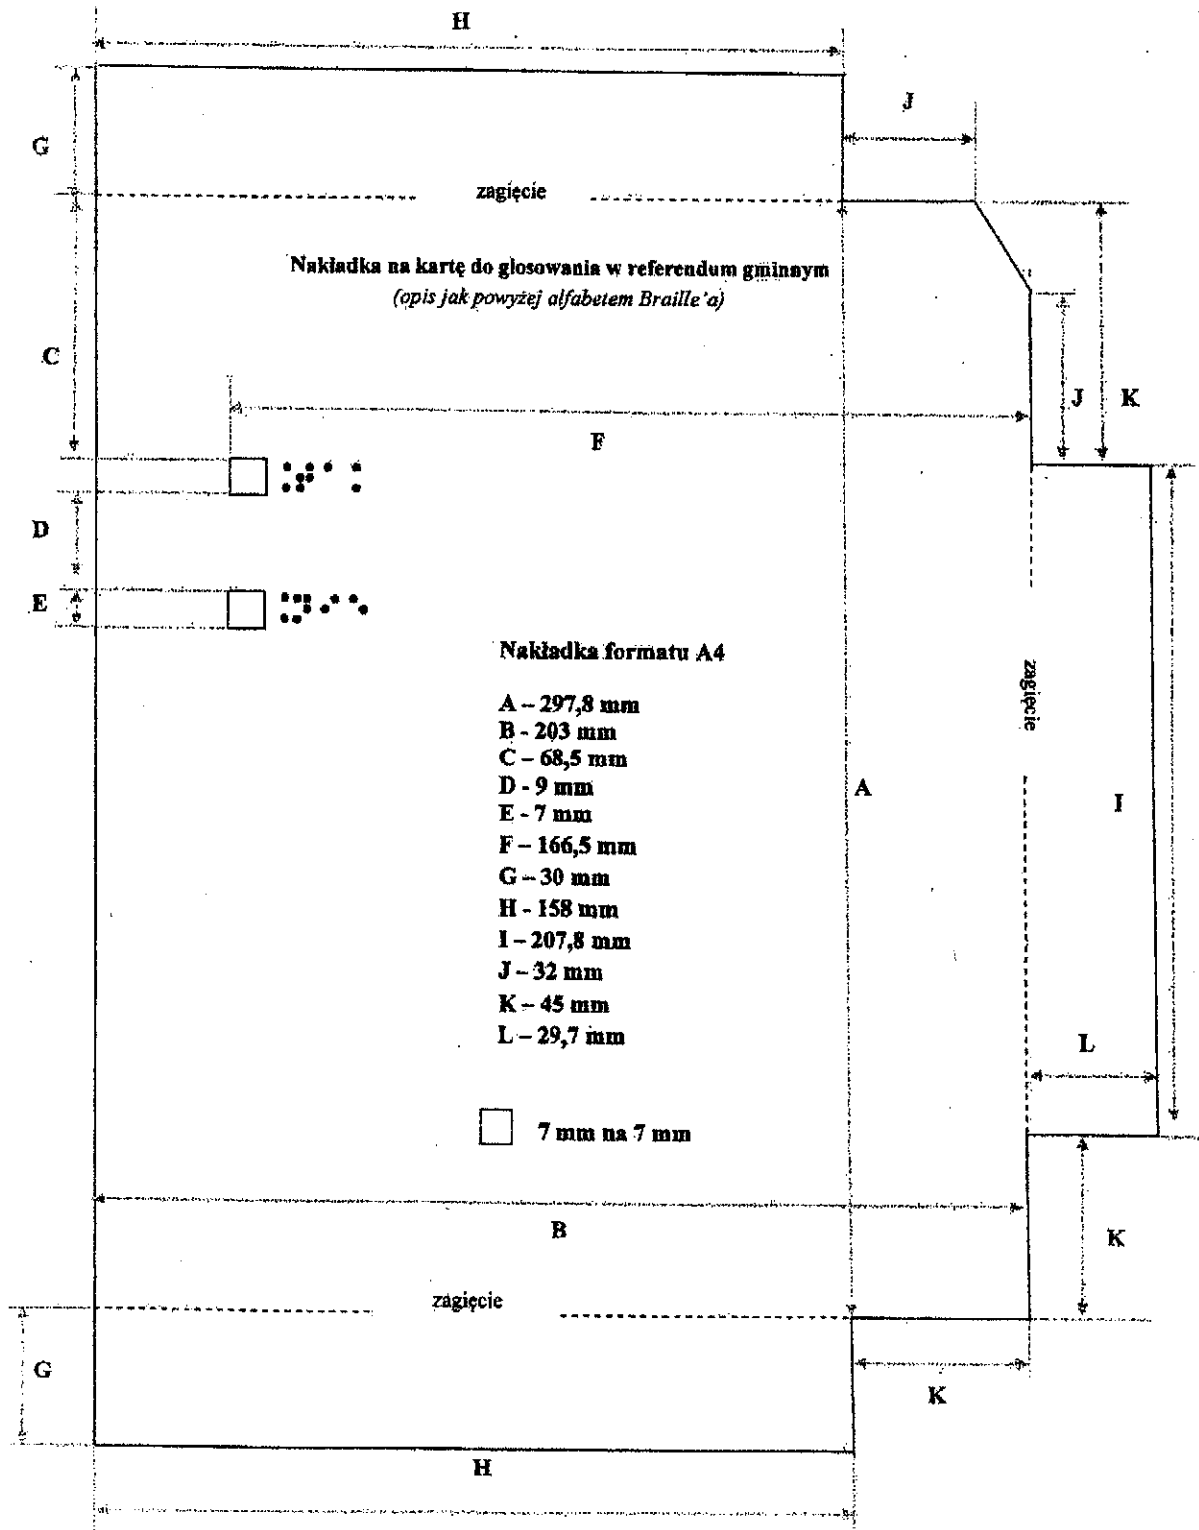 H
J
G
zagięcie
Nakładka na kartę do głosowania w referendum gminnym
(opis jak powyżej alfabetem Braille'a)
C
J
K
F
D
E
Nakładka formatu A4
zagięcie
A – 297,8 mm
B - 203 mm
C – 68,5 mm
D - 9 mm
A
I
E - 7 mm
F – 166,5 mm
G – 30 mm
H - 158 mm
I – 207,8 mm
J – 32 mm
K – 45 mm
L – 29,7 mm
L
7 mm na 7 mm
B
K
zagięcie
G
K
H